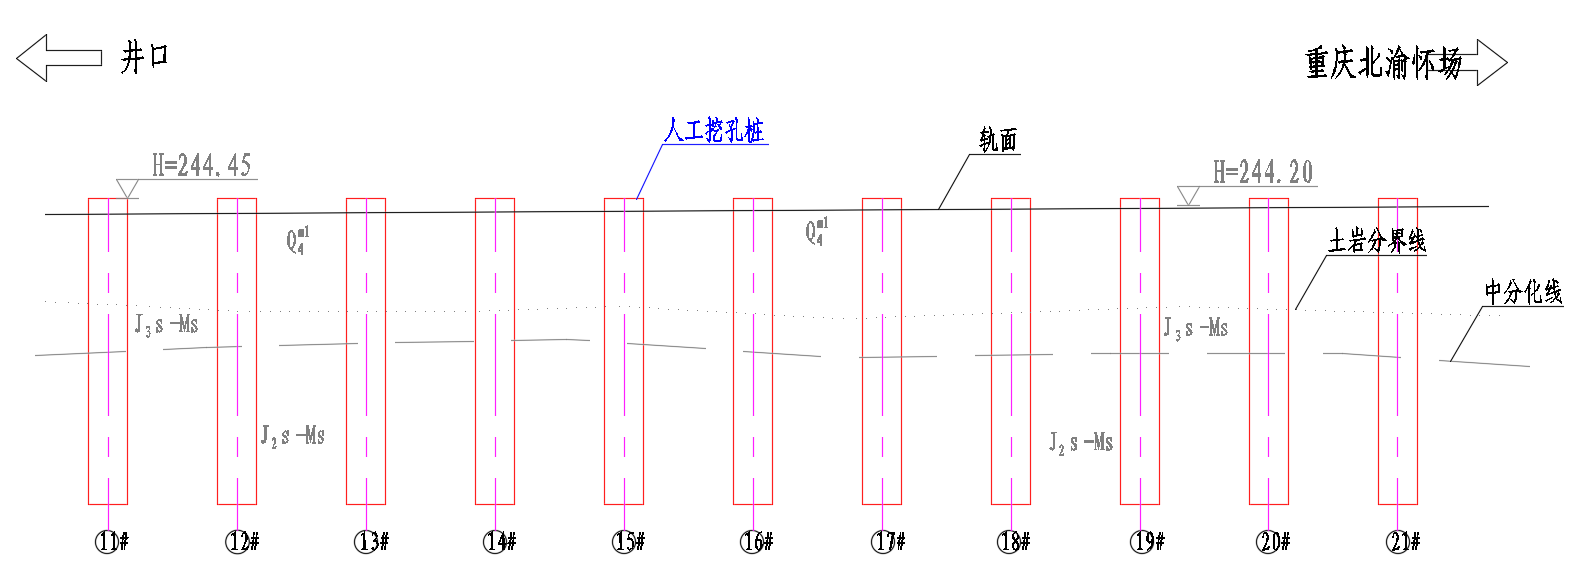 井口
重庆北渝怀场
人工挖孔桩
轨面
H=244.45
H=244.20
Q4ml
Q4ml
土岩分界线
中分化线
J3s-Ms
J3s-Ms
J2s-Ms
J2s-Ms
11# 12# 13# 14# 15# 16# 17# 18# 19# 20# 21#